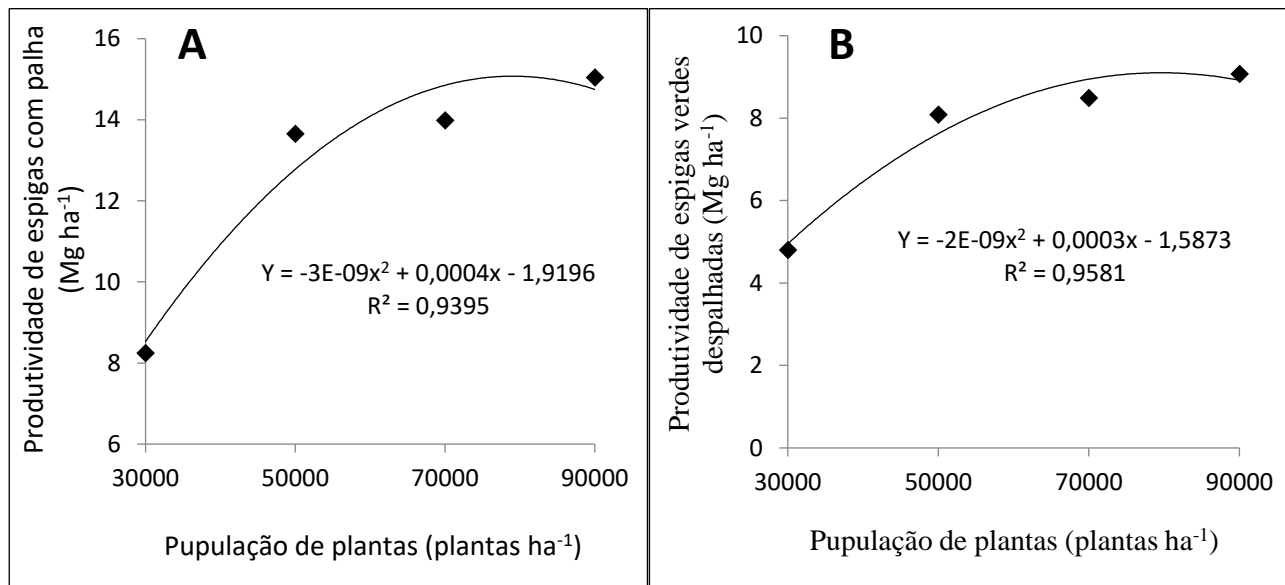 A
Produtividade de espigas com palha
(Mg ha⁻¹)
16
14
12
10
8
6
Y = -3E-09x² + 0,0004x - 1,9196
R² = 0,9395
30000 50000 70000 90000
Pupulação de plantas (plantas ha⁻¹)
B
Produtividade de espigas verdes
despalhadas (Mg ha⁻¹)
10
8
6
4
2
0
Y = -2E-09x² + 0,0003x - 1,5873
R² = 0,9581
30000 50000 70000 90000
Pupulação de plantas (plantas ha⁻¹)